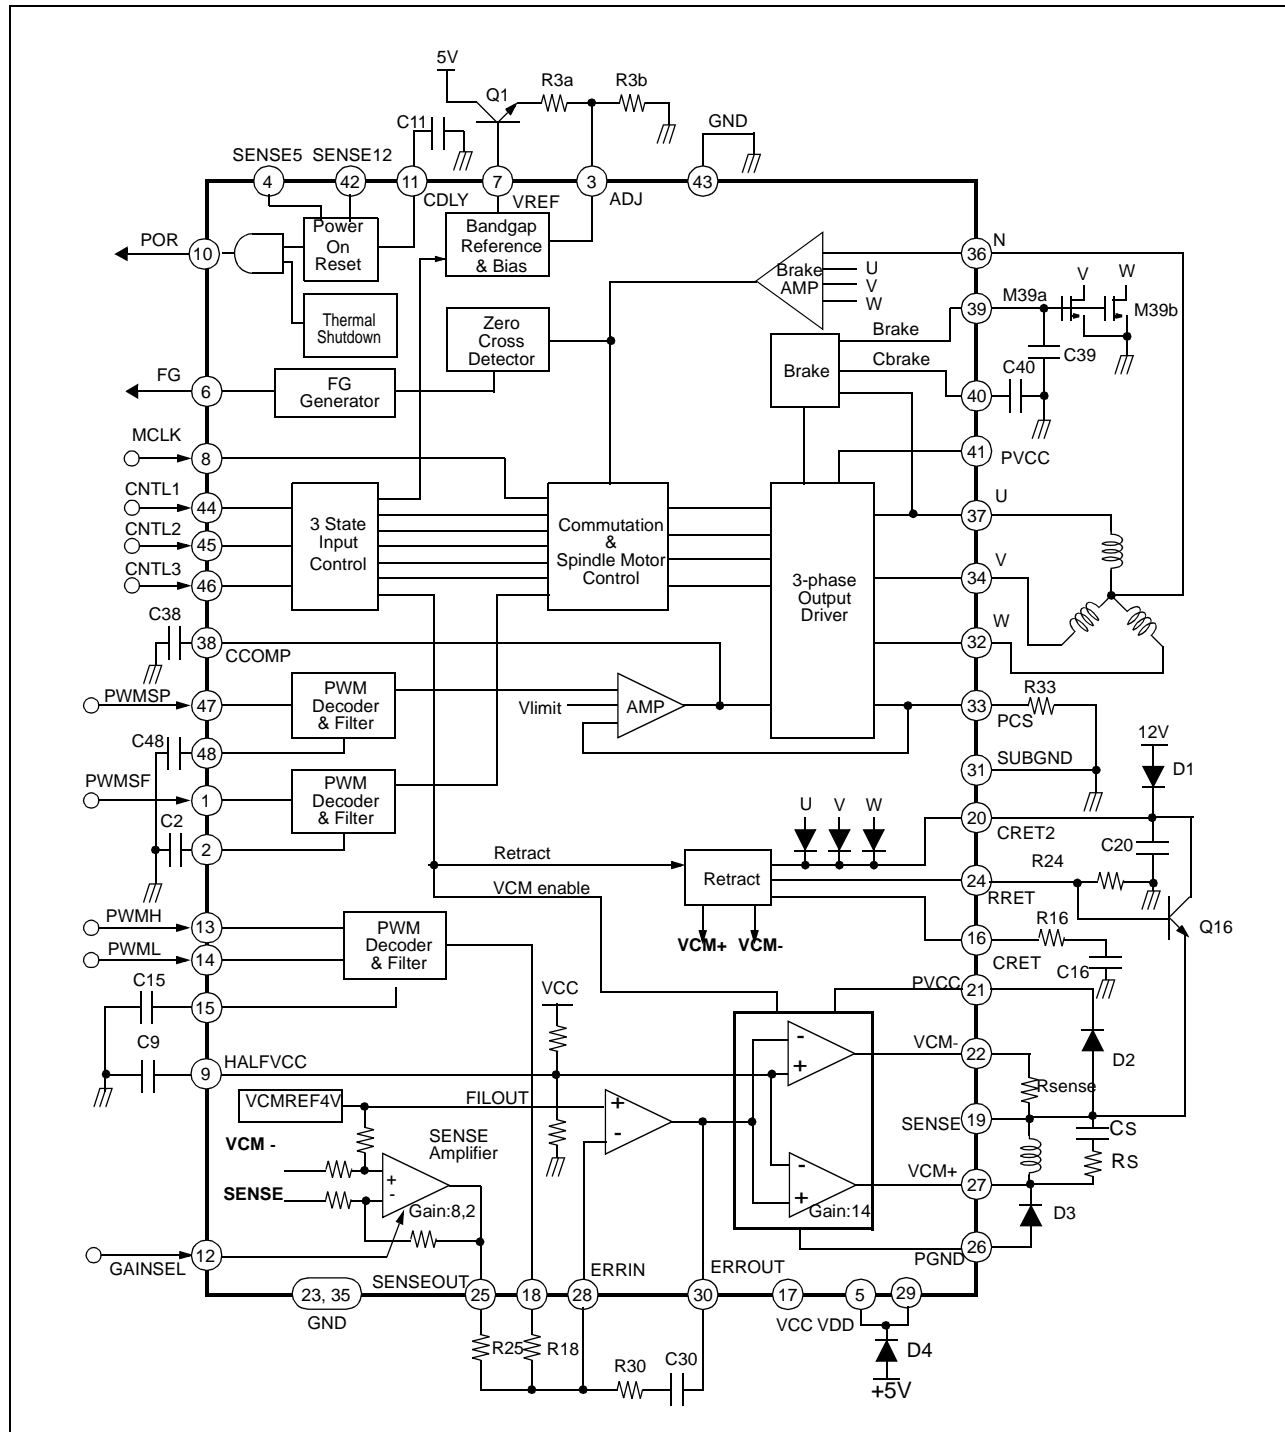 5V
Q1
R3a
R3b
C11
GND
SENSE5
SENSE12
4
42
11
7
3
43
CDLY
VREF
ADJ
POR
10
Power
On
Reset
Bandgap
Reference
& Bias
Thermal
Shutdown
Zero
Cross
Detector
Brake
AMP
U
V
W
36
N
V
W
39
M39a
M39b
Brake
Cbrake
Brake
C39
C40
40
FG
6
FG
Generator
MCLK
8
41
PVCC
CNTL1
44
CNTL2
45
CNTL3
46
3 State
Input
Control
Commutation
&
Spindle Motor
Control
3-phase
Output
Driver
U
37
V
34
W
32
C38
38
CCOMP
PWMSP
47
PWM
Decoder
& Filter
Vlimit
AMP
33
PCS
R33
C48
48
12V
31
SUBGND
D1
PWMSF
1
PWM
Decoder
& Filter
C2
2
U
V
W
20
CRET2
C20
Retract
VCM enable
Retract
24
RRET
R24
VCM+
VCM-
16
CRET
R16
C16
Q16
PWMH
13
PWML
14
PWM
Decoder
& Filter
C15
15
VCC
PVCC
21
C9
9
HALFVCC
-
+
VCM-
22
D2
Rsense
VCMREF4V
FILOUT
+
-
SENSE
19
CS
RS
VCM -
SENSE
SENSE
Amplifier
+
-
Gain:8,2
-
+
Gain:14
VCM+
27
D3
GAINSEL
12
PGND
26
SENSEOUT
ERRIN
ERROUT
23, 35
GND
25
18
28
30
17
5
29
VCC
VDD
R25
R18
R30
C30
D4
+5V